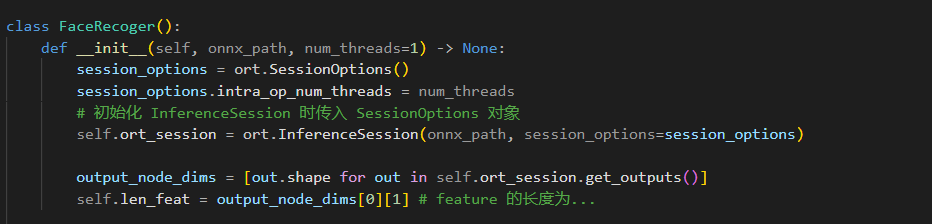 class FaceRecoger():
    def __init__(self, onnx_path, num_threads=1) -> None:
        session_options = ort.SessionOptions()
        session_options.intra_op_num_threads = num_threads
        # 初始化 InferenceSession 时传入 SessionOptions 对象
        self.ort_session = ort.InferenceSession(onnx_path, session_options=session_options)
        output_node_dims = [out.shape for out in self.ort_session.get_outputs()]
        self.len_feat = output_node_dims[0][1] # feature 的长度为...